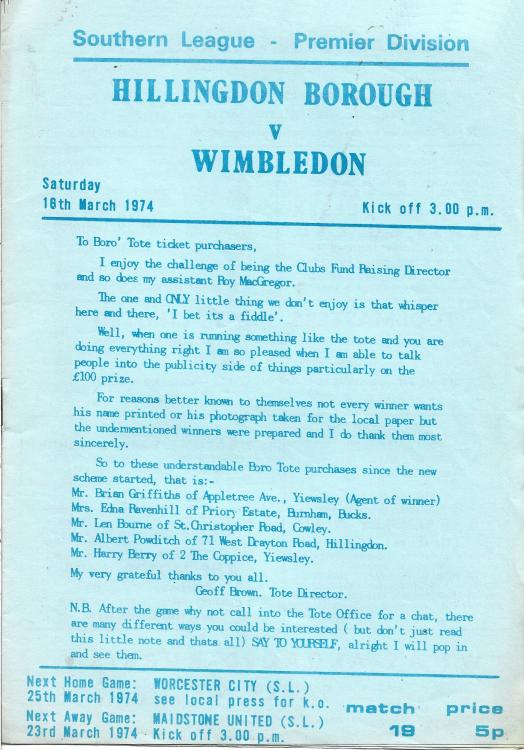 Southern League - Premier Division
HILLINGDON BOROUGH
v
WIMBLEDON
Saturday
16th March 1974
Kick off 3.00 p.m.
To Boro' Tote ticket purchasers,
I enjoy the challenge of being the Clubs Fund Raising Director
and so does my assistant Roy MacGregor.
The one and ONLY little thing we don't enjoy is that whisper
here and there, 'I bet its a fiddle'.
Well, when one is running something like the tote and you are
doing everything right I am so pleased when I am able to talk
people into the publicity side of things particularly on the
£100 prize.
For reasons better known to themselves not every winner wants
his name printed or his photograph taken for the local paper but
the undermentioned winners were prepared and I do thank them most
sincerely.
So to these understandable Boro Tote purchases since the new
scheme started, that is:-
Mr. Brian Griffiths of Appletree Ave., Yiewsley (Agent of winner)
Mrs. Edna Ravenhill of Priory Estate, Burnham, Bucks.
Mr. Len Bourne of St.Christopher Road, Cowley.
Mr. Albert Powditch of 71 West Drayton Road, Hillingdon.
Mr. Harry Berry of 2 The Coppice, Yiewsley.
My very grateful thanks to you all.
Geoff Brown. Tote Director.
N.B. After the game why not call into the Tote Office for a chat, there
are many different ways you could be interested ( but don't just read
this little note and thats all) SAY TO YOURSELF, alright I will pop in
and see them.
Next Home Game: WORCESTER CITY (S.L.)
25th March 1974 see local press for k.o.
Next Away Game: MAIDSTONE UNITED (S.L.)
23rd March 1974 Kick off 3.00 p.m.
match price
19 5p